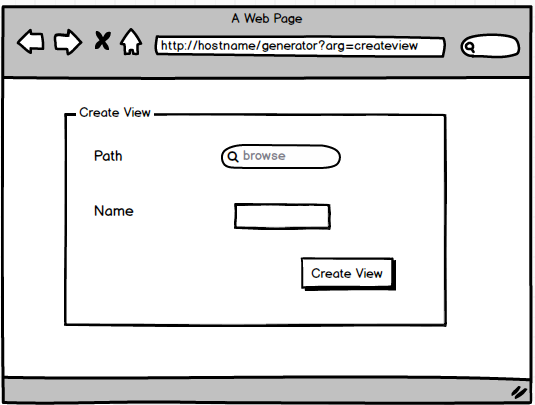 A Web Page
http://hostname/generator?arg=createview
Create View
Path
browse
Name
Create View